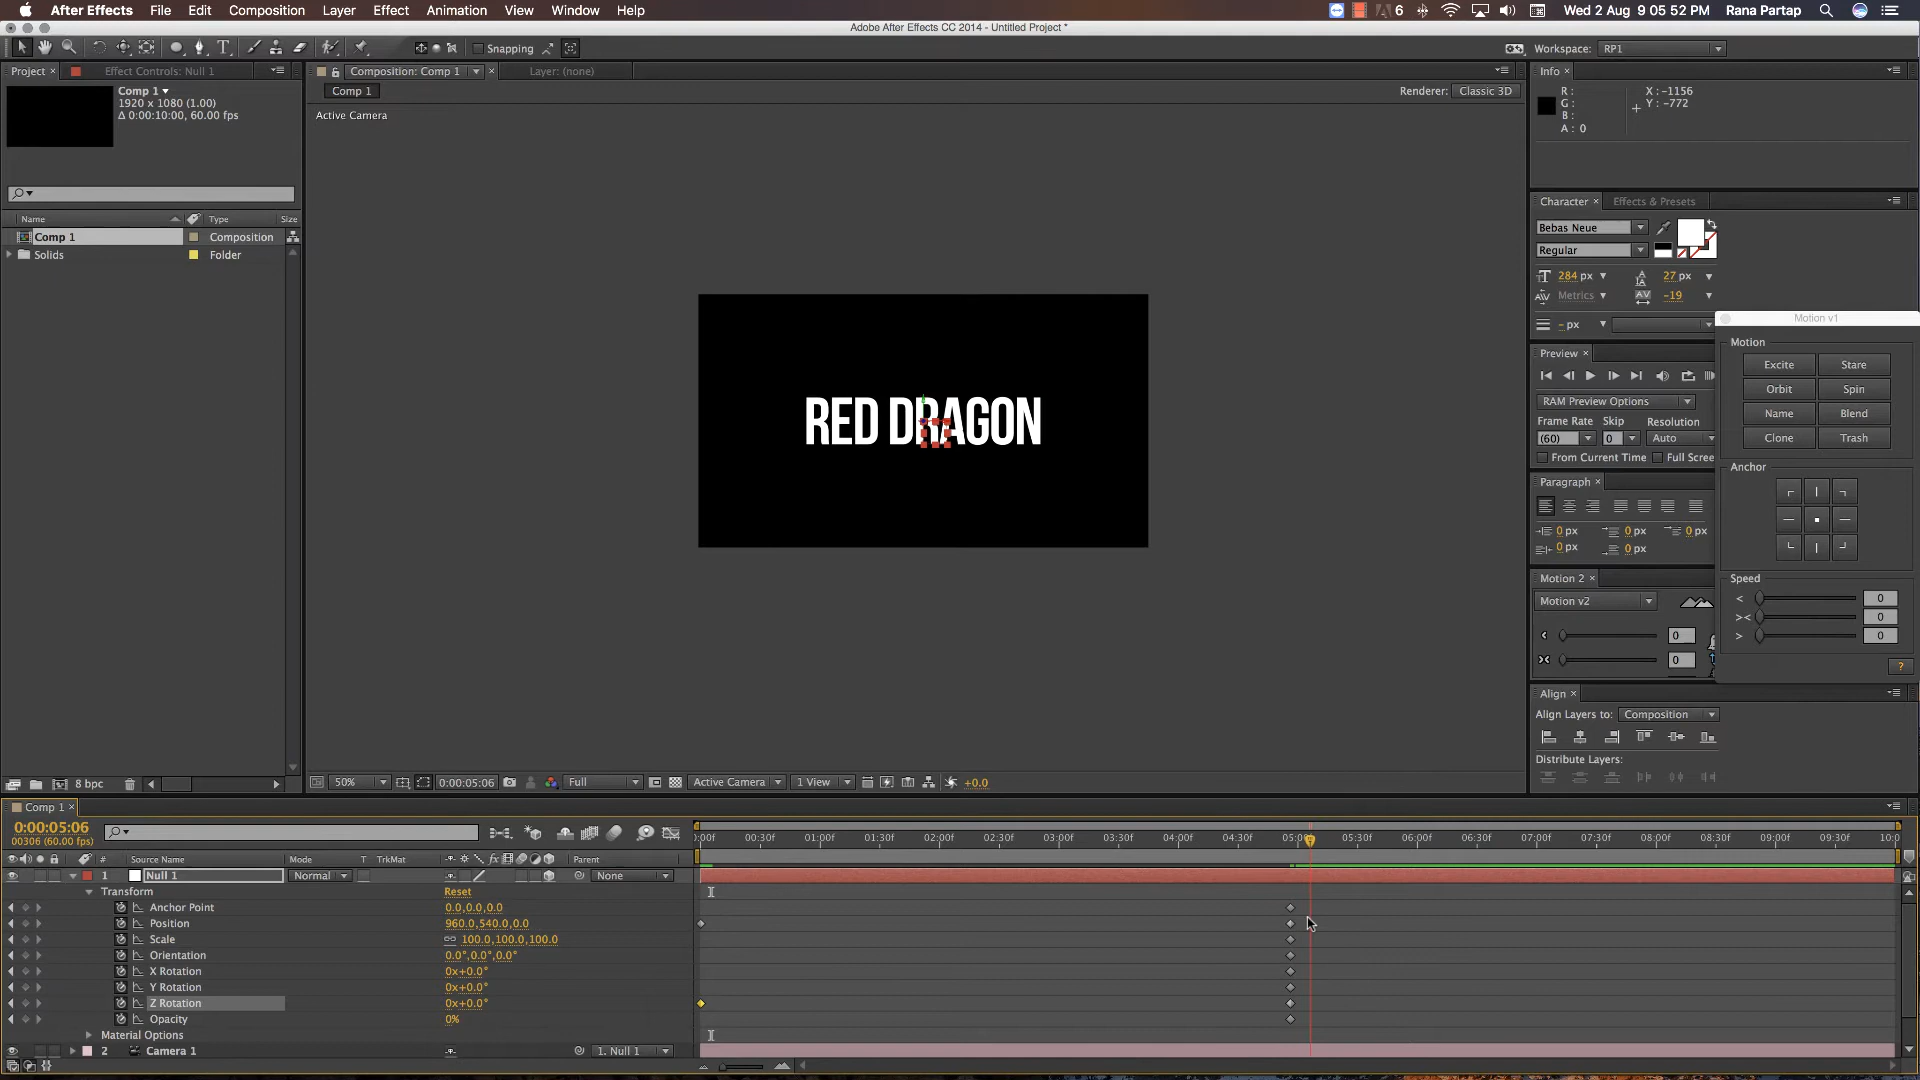 After Effects File Edit Composition Layer Effect Animation View Window Help
6 Wed 2 Aug 9 05 52 PM Rana Partap
Adobe After Effects CC 2014 - Untitled Project *
Snapping
Workspace: RP1
Project × Effect Controls: Null 1
Composition: Comp 1 × Layer: (none)
Info ×
Comp 1
1920 x 1080 (1.00)
Δ 0:00:10:00, 60.00 fps
Comp 1
Renderer: Classic 3D
Active Camera
R :
G :
B :
A : 0
X : -1156
Y : -772
Name Type Size
Comp 1 Composition
Solids Folder
Character × Effects & Presets
Bebas Neue
Regular
284 px 27 px
Metrics -19
- px
Motion v1
Motion
Excite Stare
Orbit Spin
Name Blend
Clone Trash
Anchor
Speed
< 0
>< 0
> 0
?
Preview ×
RAM Preview Options
Frame Rate Skip Resolution
(60) 0 Auto
From Current Time Full Scree
Paragraph ×
0 px 0 px 0 px
0 px 0 px
Motion 2 ×
Motion v2
0
0
Align ×
Align Layers to: Composition
Distribute Layers:
RED DRAGON
8 bpc
50% 0:00:05:06 Full Active Camera 1 View +0.0
Comp 1 ×
0:00:05:06
00306 (60.00 fps)
:00f 00:30f 01:00f 01:30f 02:00f 02:30f 03:00f 03:30f 04:00f 04:30f 05:00f 05:30f 06:00f 06:30f 07:00f 07:30f 08:00f 08:30f 09:00f 09:30f 10:0
# Source Name Mode T TrkMat Parent
1 Null 1 Normal None
Transform Reset
Anchor Point 0.0,0.0,0.0
Position 960.0,540.0,0.0
Scale 100.0,100.0,100.0
Orientation 0.0°,0.0°,0.0°
X Rotation 0x+0.0°
Y Rotation 0x+0.0°
Z Rotation 0x+0.0°
Opacity 0%
Material Options
2 Camera 1 1. Null 1